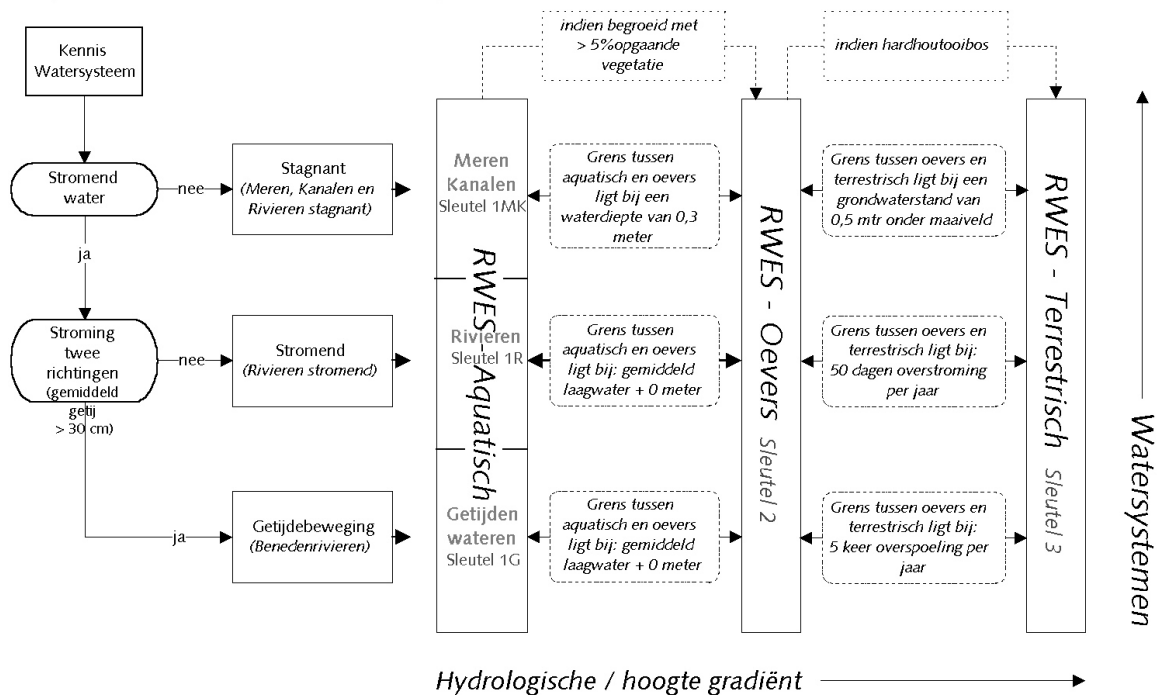 Kennis
Watersysteem
Stromend
water
nee
ja
Stroming
twee
richtingen
(gemiddeld
getij
> 30 cm)
nee
ja
Stagnant
(Meren, Kanalen en
Rivieren stagnant)
Stromend
(Rivieren stromend)
Getijdebeweging
(Benedenrivieren)
RWES -Aquatisch
Meren
Kanalen
Sleutel 1MK
Rivieren
Sleutel 1R
Getijden
wateren
Sleutel 1G
indien begroeid met
> 5%opgaande
vegetatie
Grens tussen
aquatisch en oevers
ligt bij een
waterdiepte van 0,3
meter
Grens tussen
aquatisch en oevers
ligt bij: gemiddeld
laagwater + 0 meter
Grens tussen
aquatisch en oevers
ligt bij: gemiddeld
laagwater + 0 meter
RWES - Oevers Sleutel 2
indien hardhoutooibos
Grens tussen oevers en
terrestrisch ligt bij een
grondwaterstand van
0,5 mtr onder maaiveld
Grens tussen oevers en
terrestrisch ligt bij:
50 dagen overstroming
per jaar
Grens tussen oevers en
terrestrisch ligt bij:
5 keer overspoeling per
jaar
RWES - Terrestrisch Sleutel 3
Watersystemen
Hydrologische / hoogte gradiënt